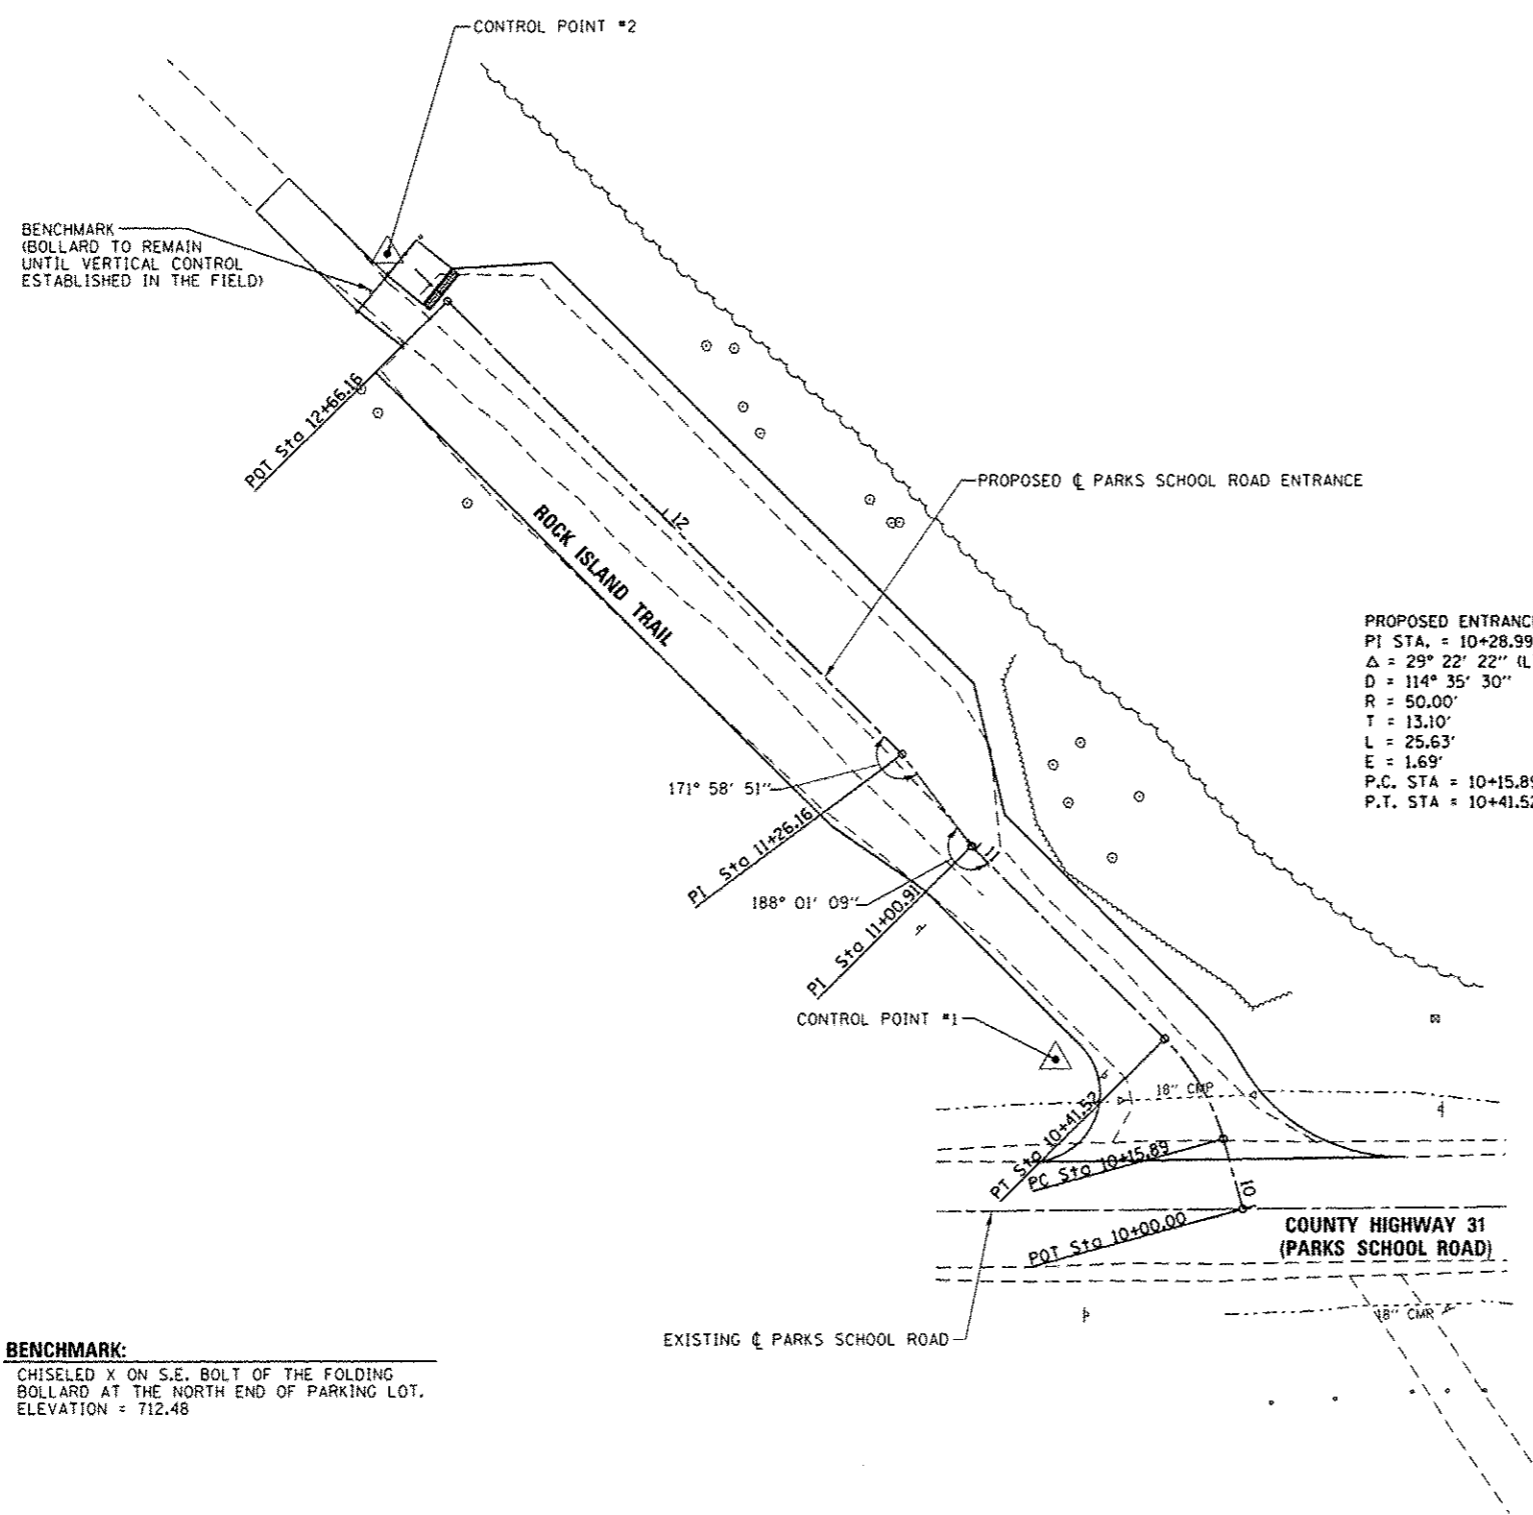 CONTROL POINT #2
BENCHMARK
(BOLLARD TO REMAIN
UNTIL VERTICAL CONTROL
ESTABLISHED IN THE FIELD)
POT Sta 12+66.16
12
PROPOSED ℄ PARKS SCHOOL ROAD ENTRANCE
ROCK ISLAND TRAIL
PROPOSED ENTRANCE
PI STA. = 10+28.99
Δ = 29° 22' 22" (L
D = 114° 35' 30"
R = 50.00'
T = 13.10'
L = 25.63'
E = 1.69'
P.C. STA = 10+15.89
P.T. STA = 10+41.52
171° 58' 51"
PI Sta 11+26.16
11
188° 01' 09"
PI Sta 11+00.91
CONTROL POINT #1
18" CMP
PT Sta 10+41.52
PC Sta 10+15.89
10
POT Sta 10+00.00
COUNTY HIGHWAY 31
(PARKS SCHOOL ROAD)
18" CMP
EXISTING ℄ PARKS SCHOOL ROAD
BENCHMARK:
CHISELED X ON S.E. BOLT OF THE FOLDING
BOLLARD AT THE NORTH END OF PARKING LOT.
ELEVATION = 712.48